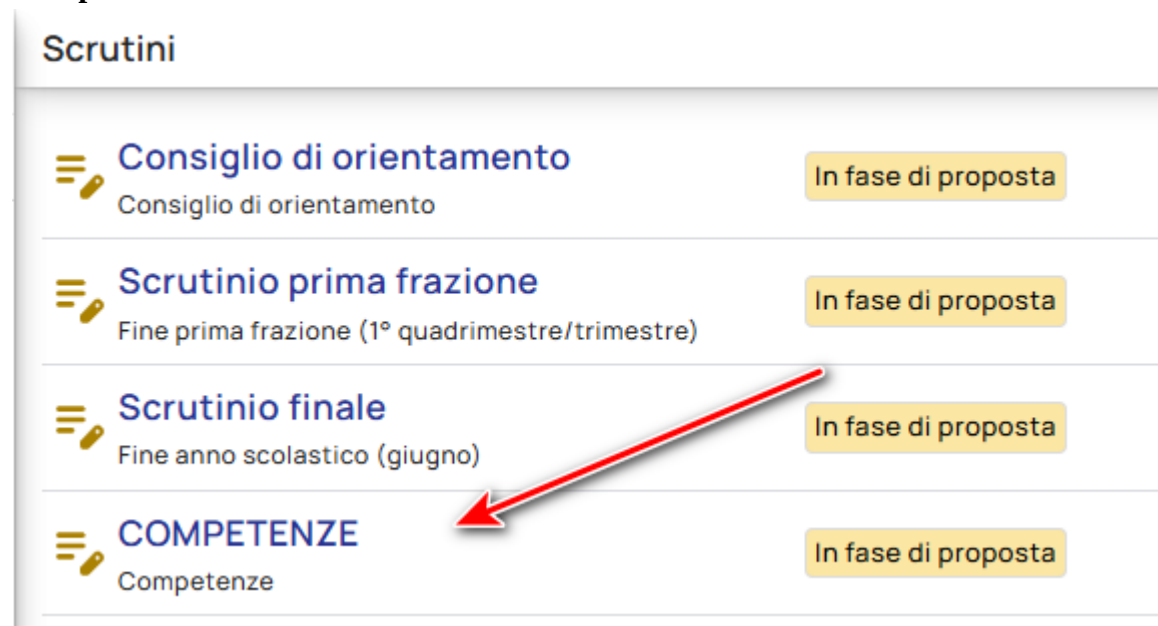 Scrutini
Consiglio di orientamento
In fase di proposta
Consiglio di orientamento
Scrutinio prima frazione
In fase di proposta
Fine prima frazione (1° quadrimestre/trimestre)
Scrutinio finale
In fase di proposta
Fine anno scolastico (giugno)
COMPETENZE
In fase di proposta
Competenze